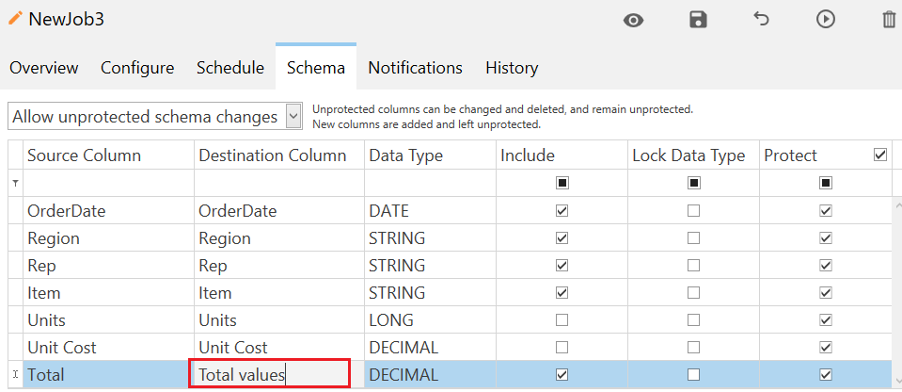 NewJob3
Overview Configure Schedule Schema Notifications History
Allow unprotected schema changes
Unprotected columns can be changed and deleted, and remain unprotected.
New columns are added and left unprotected.
Source Column Destination Column Data Type Include Lock Data Type Protect
OrderDate OrderDate DATE
Region Region STRING
Rep Rep STRING
Item Item STRING
Units Units LONG
Unit Cost Unit Cost DECIMAL
Total Total values DECIMAL